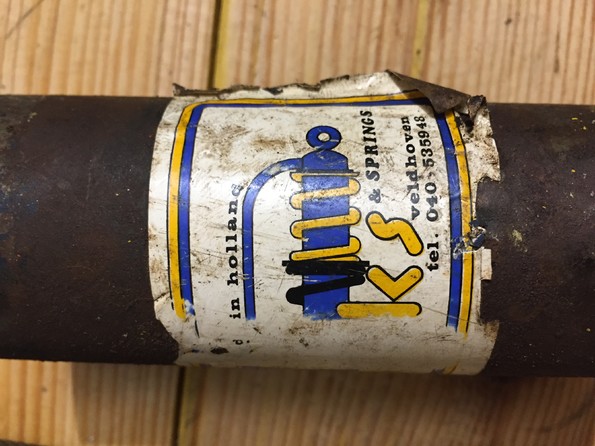 d in holland
ks & SPRINGS
veldhoven
tel. 040-535948